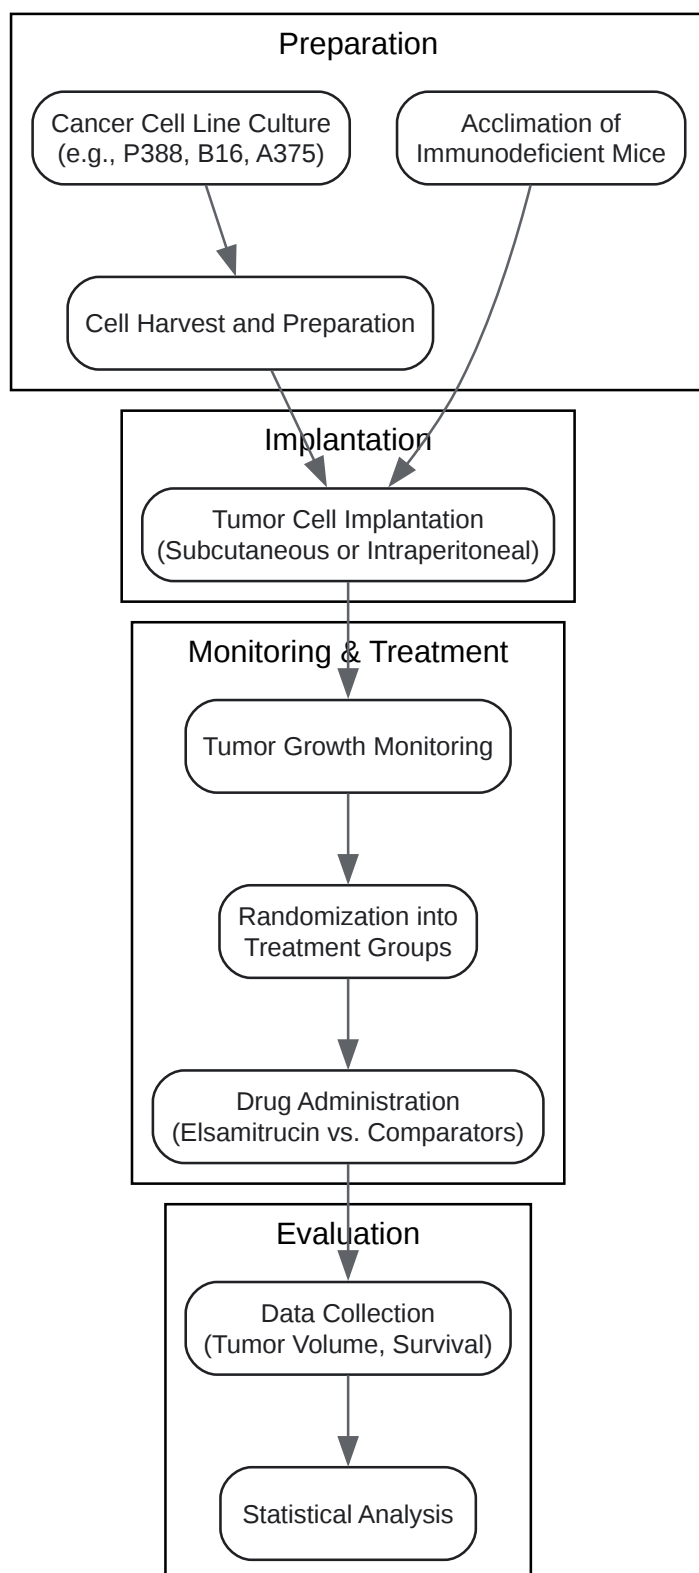 Preparation
Cancer Cell Line Culture
(e.g., P388, B16, A375)
Acclimation of
Immunodeficient Mice
Cell Harvest and Preparation
Implantation
Tumor Cell Implantation
(Subcutaneous or Intraperitoneal)
Monitoring & Treatment
Tumor Growth Monitoring
Randomization into
Treatment Groups
Drug Administration
(Elsamitrucin vs. Comparators)
Evaluation
Data Collection
(Tumor Volume, Survival)
Statistical Analysis